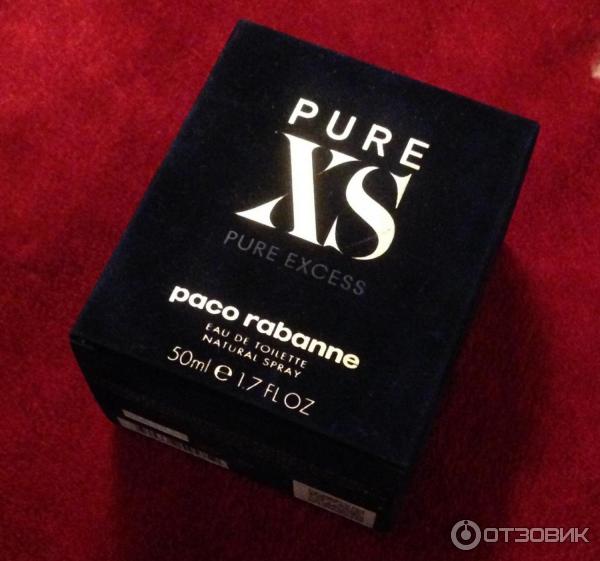 PURE
XS
PURE EXCESS
paco rabanne
EAU DE TOILETTE
NATURAL SPRAY
50ml e 1.7 FL OZ
ОТЗОВИК